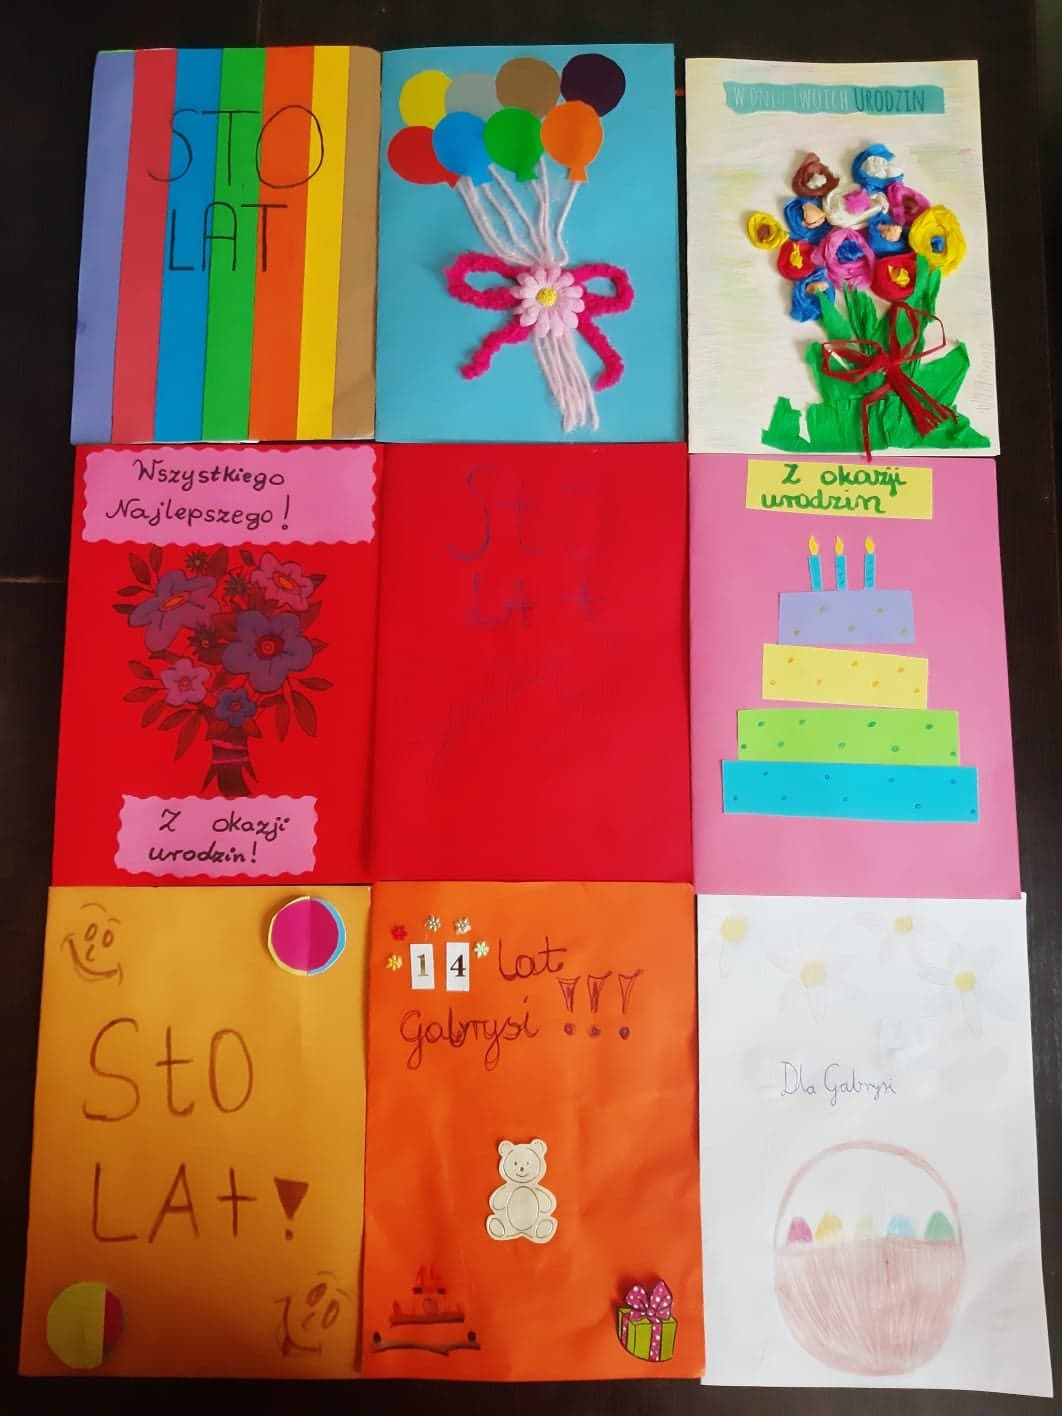 STO
LAT
W DNIU TWOICH URODZIN
Wszystkiego
Najlepszego!
Z okazji
urodzin!
Sto
LAt
Z okazji
urodzin
StO
LAt!
14 lat
Gabrysi !!!
14
Dla Gabrysi